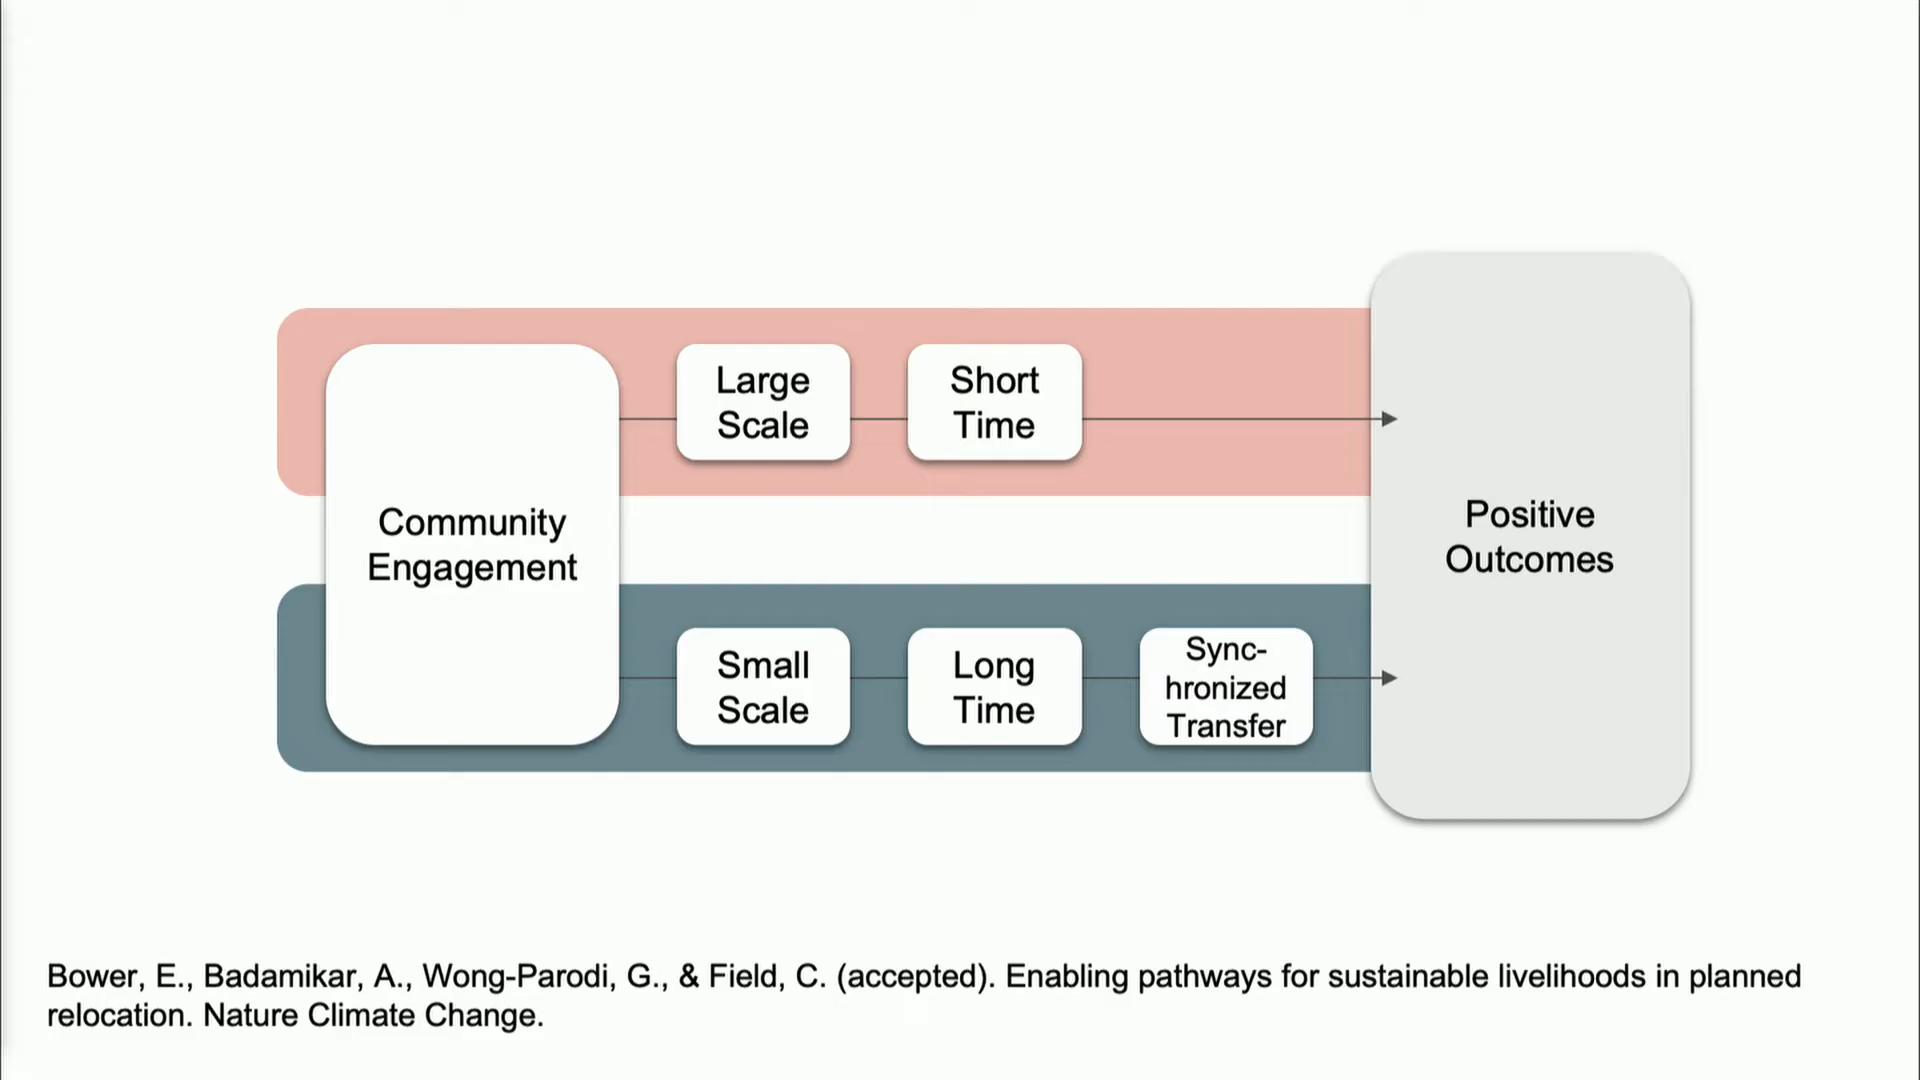 Large
Scale
Short
Time
Community
Engagement
Positive
Outcomes
Small
Scale
Long
Time
Sync-
hronized
Transfer
Bower, E., Badamikar, A., Wong-Parodi, G., & Field, C. (accepted). Enabling pathways for sustainable livelihoods in planned
relocation. Nature Climate Change.